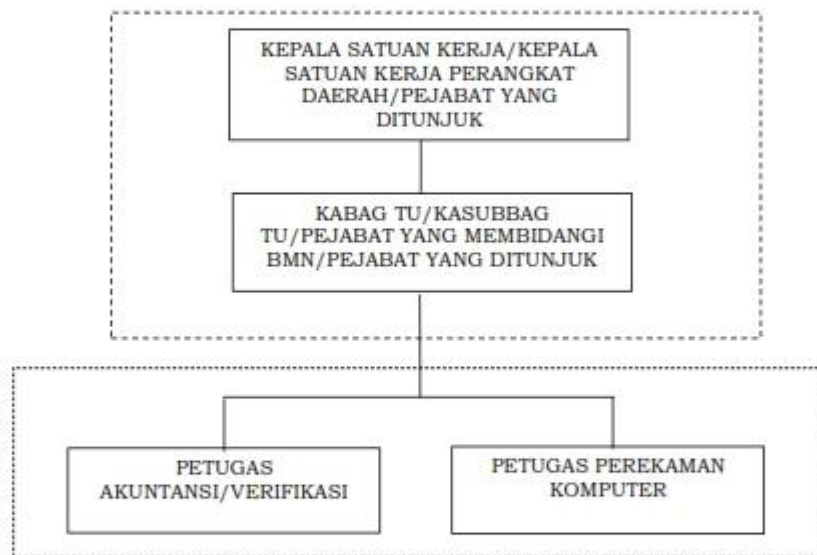 KEPALA SATUAN KERJA/KEPALA
SATUAN KERJA PERANGKAT
DAERAH/PEJABAT YANG
DITUNJUK
KABAG TU/KASUBBAG
TU/PEJABAT YANG MEMBIDANGI
BMN/PEJABAT YANG DITUNJUK
PETUGAS
AKUNTANSI/VERIFIKASI
PETUGAS PEREKAMAN
KOMPUTER